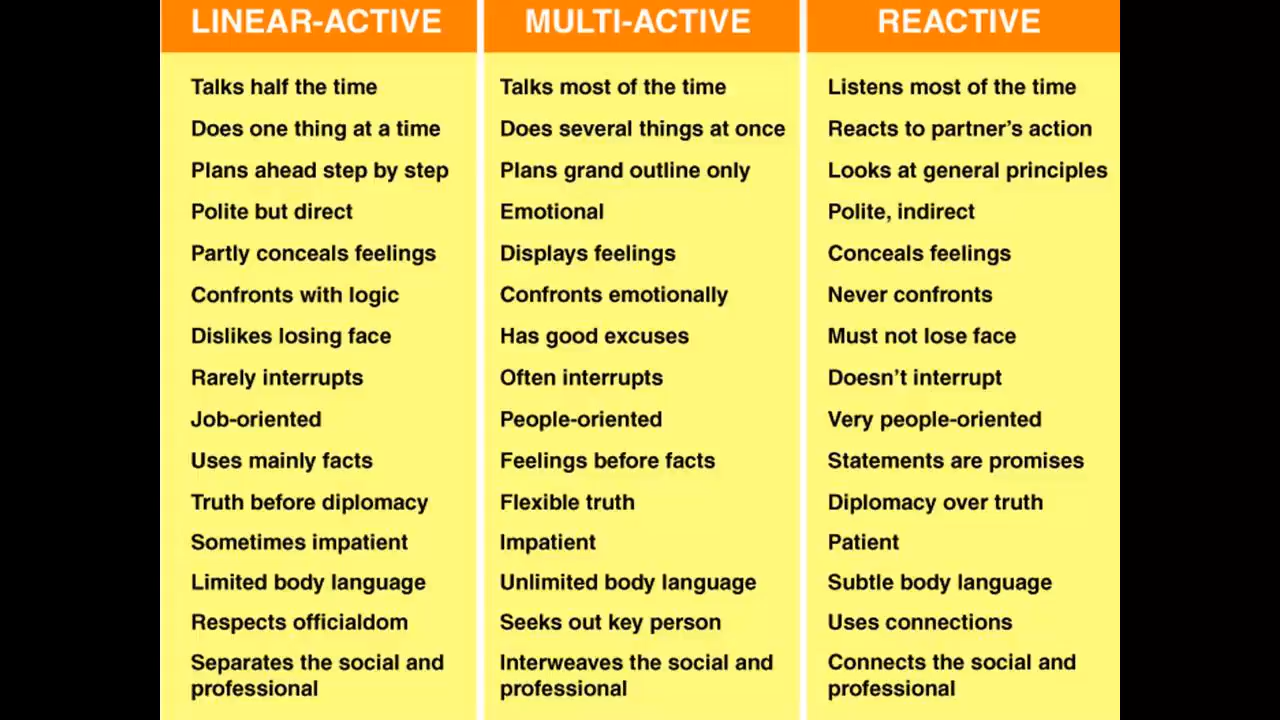 LINEAR-ACTIVE
Talks half the time
Does one thing at a time
Plans ahead step by step
Polite but direct
Partly conceals feelings
Confronts with logic
Dislikes losing face
Rarely interrupts
Job-oriented
Uses mainly facts
Truth before diplomacy
Sometimes impatient
Limited body language
Respects officialdom
Separates the social and
professional
MULTI-ACTIVE
Talks most of the time
Does several things at once
Plans grand outline only
Emotional
Displays feelings
Confronts emotionally
Has good excuses
Often interrupts
People-oriented
Feelings before facts
Flexible truth
Impatient
Unlimited body language
Seeks out key person
Interweaves the social and
professional
REACTIVE
Listens most of the time
Reacts to partner’s action
Looks at general principles
Polite, indirect
Conceals feelings
Never confronts
Must not lose face
Doesn’t interrupt
Very people-oriented
Statements are promises
Diplomacy over truth
Patient
Subtle body language
Uses connections
Connects the social and
professional